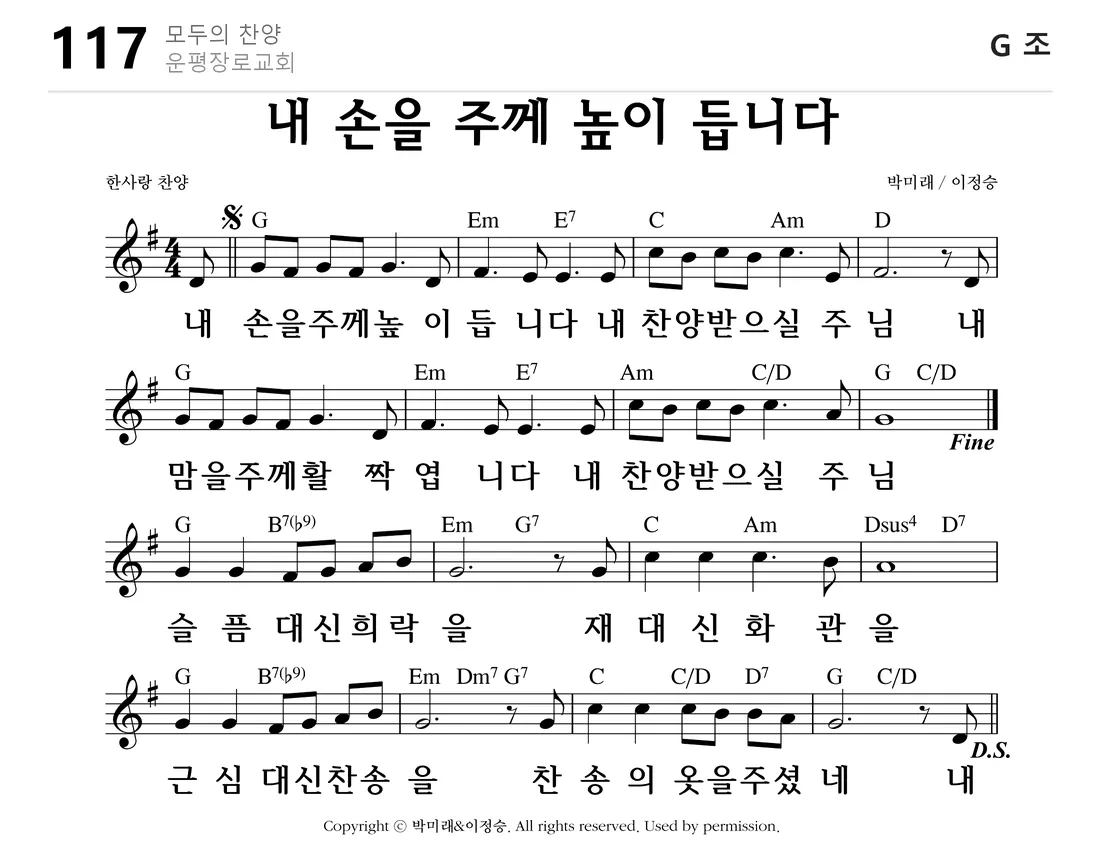 117 모두의 찬양
운평장로교회
G 조
내 손을 주께 높이 듭니다
한사랑 찬양
박미래 / 이정승
G Em E7 C Am D
내 손을주께높 이 듭 니다 내 찬양받으실 주 님 내
G Em E7 Am C/D G C/D
Fine
맘을주께활 짝 엽 니다 내 찬양받으실 주 님
G B7(♭9) Em G7 C Am Dsus4 D7
슬 픔 대신희 락 을 재 대 신 화 관 을
G B7(♭9) Em Dm7 G7 C C/D D7 G C/D
D.S.
근 심 대신찬송 을 찬 송 의 옷을주셨 네 내
Copyright ⓒ 박미래&이정승. All rights reserved. Used by permission.